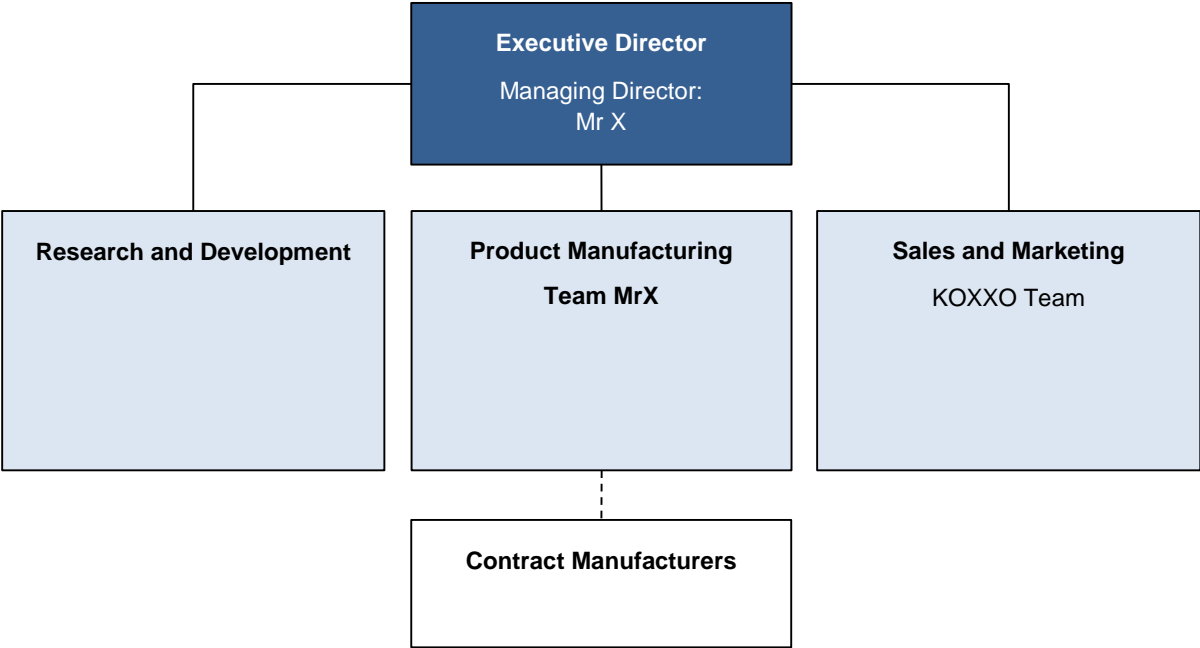 Executive Director
Managing Director:
Mr X
Research and Development
Product Manufacturing
Team MrX
Sales and Marketing
KOXXO Team
Contract Manufacturers